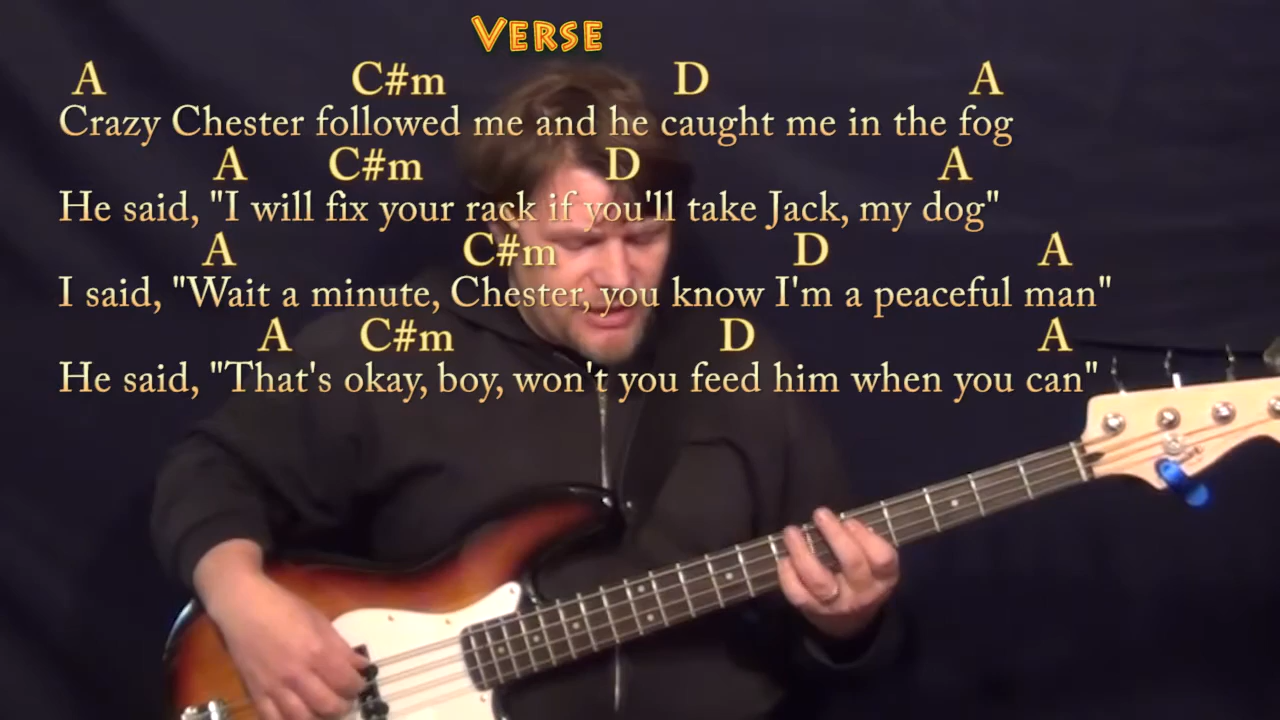 VERSE
A C#m D A
Crazy Chester followed me and he caught me in the fog
A C#m D A
He said, "I will fix your rack if you'll take Jack, my dog"
A C#m D A
I said, "Wait a minute, Chester, you know I'm a peaceful man"
A C#m D A
He said, "That's okay, boy, won't you feed him when you can"